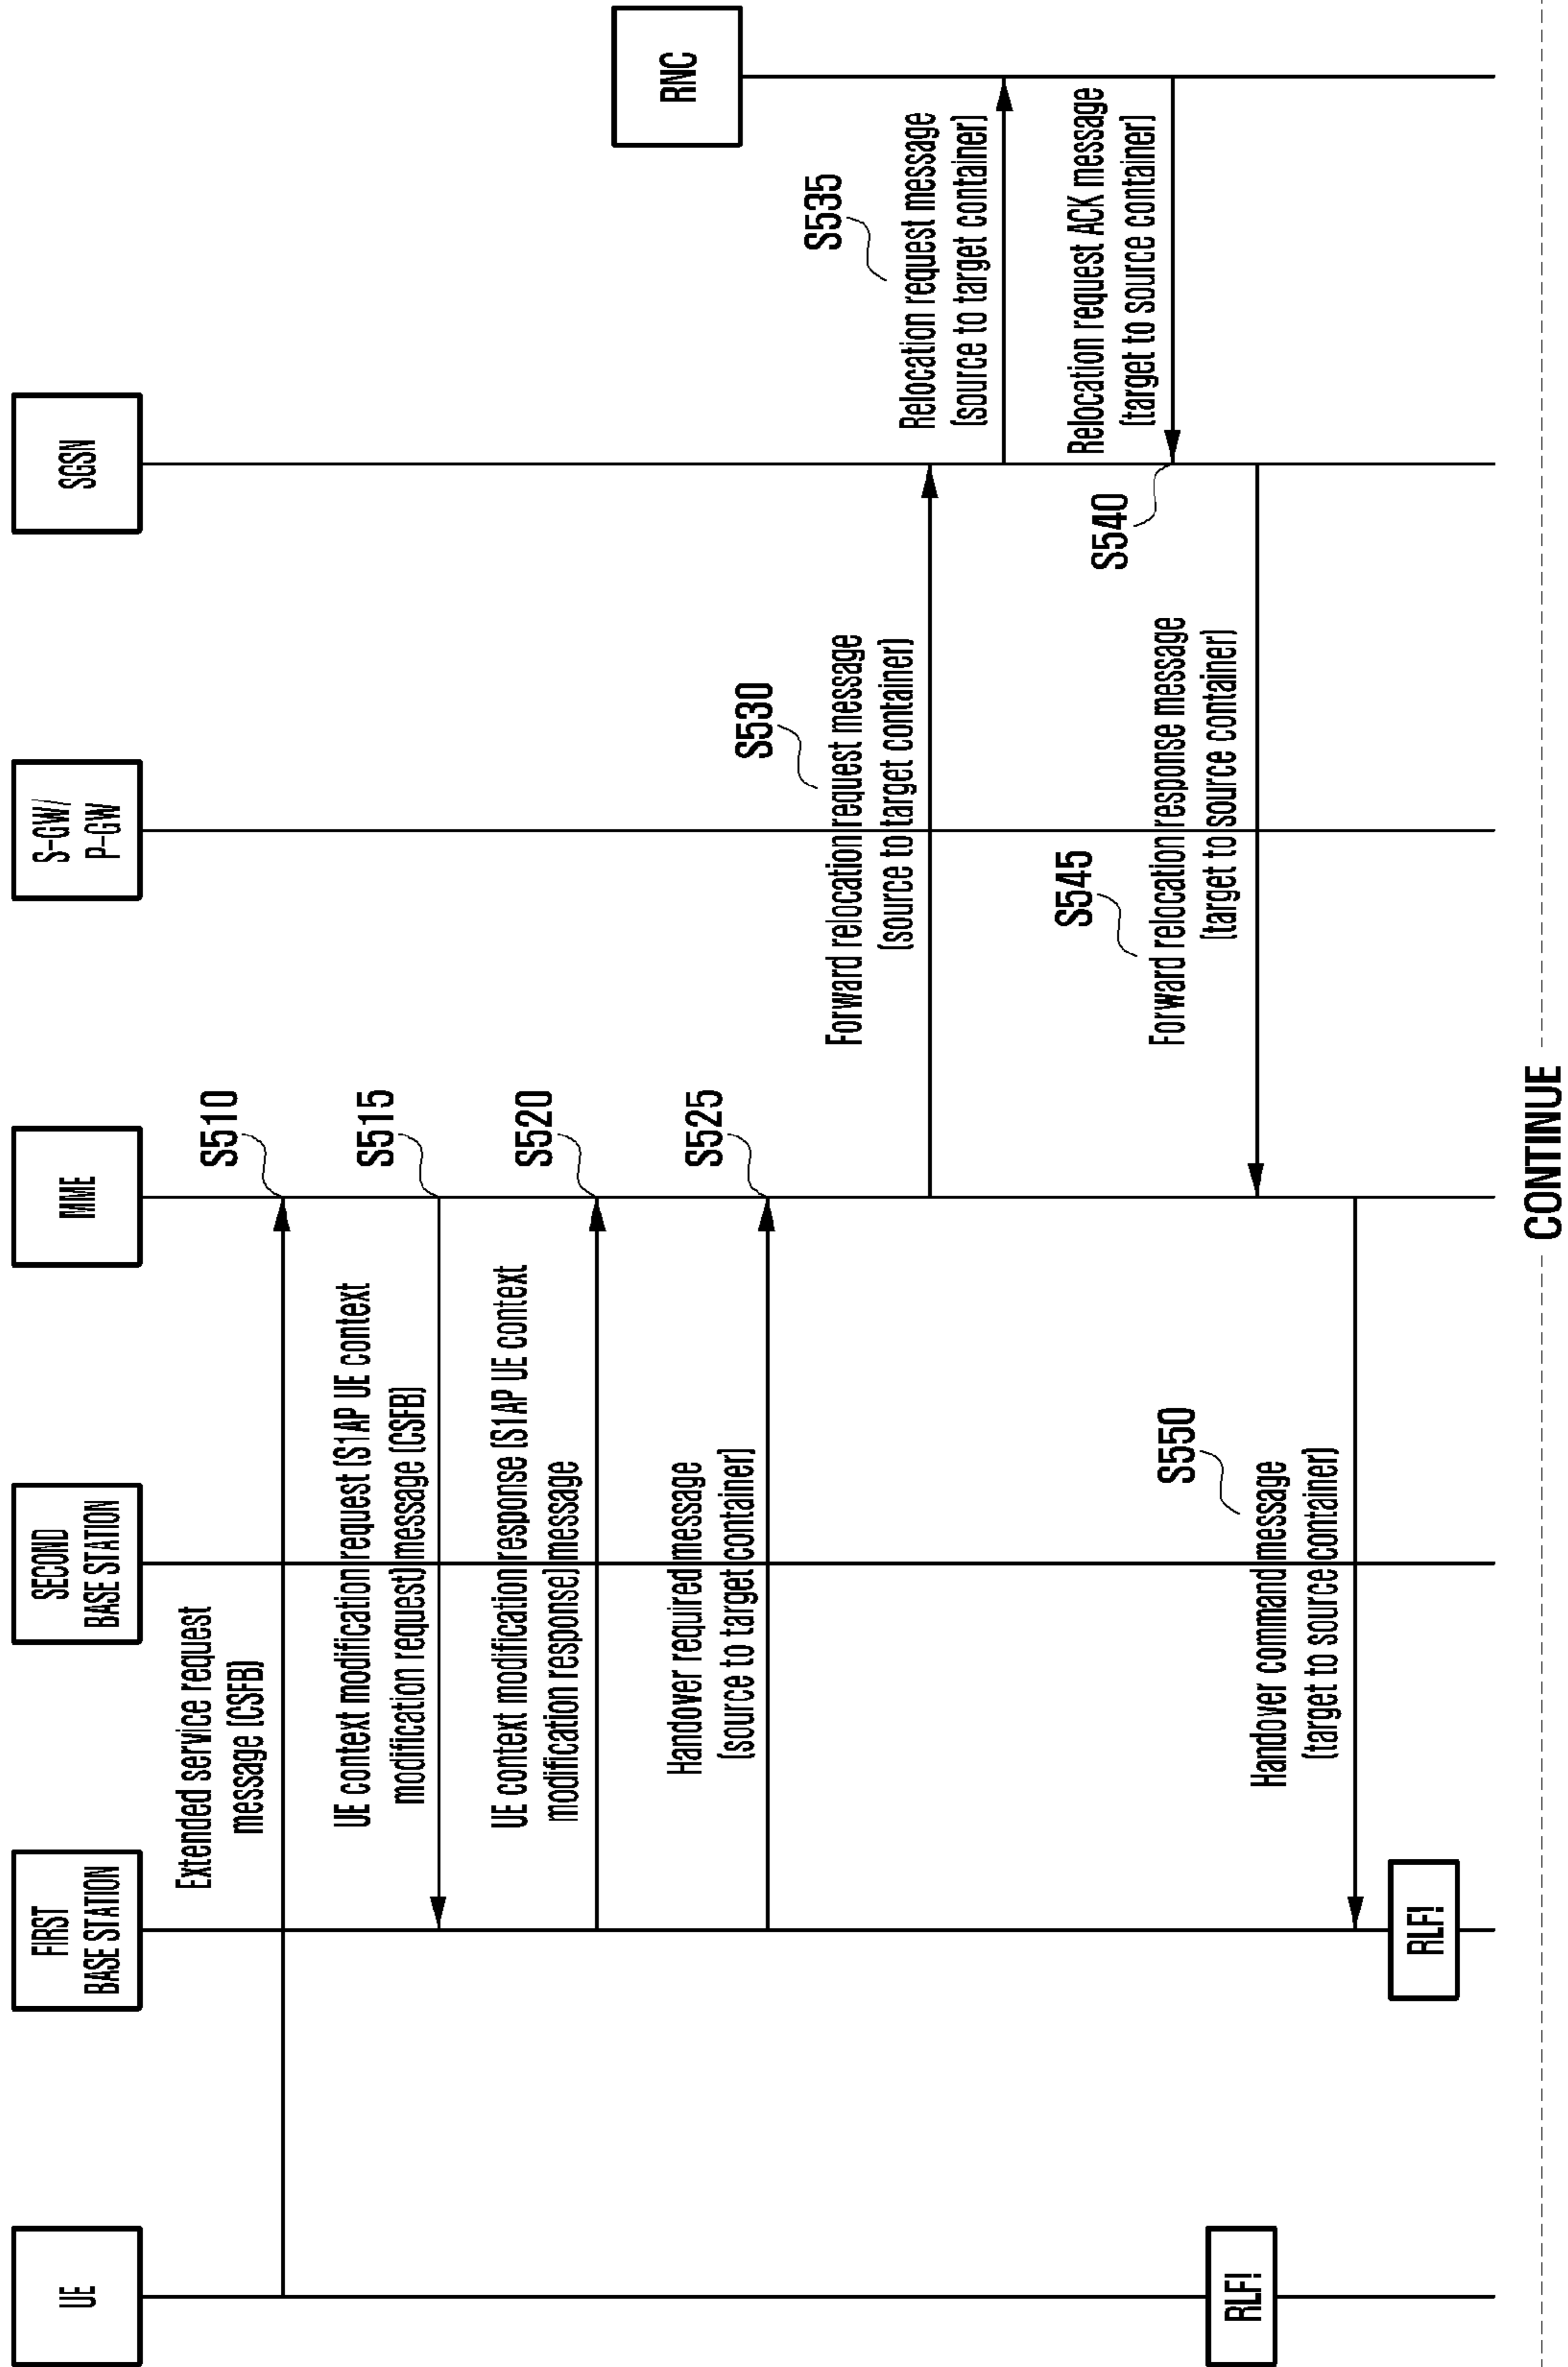 UE
FIRST
BASE STATION
SECOND
BASE STATION
MME
S-GW/
P-GW
SGSN
RNC
Extended service request
message (CSFB)
S510
UE context modification request (S1AP UE context
modification request) message (CSFB)
S515
UE context modification response (S1AP UE context
modification response) message
S520
Handover required message
(source to target container)
S525
S530
Forward relocation request message
(source to target container)
S535
Relocation request message
(source to target container)
Relocation request ACK message
(target to source container)
S540
S545
Forward relocation response message
(target to source container)
S550
Handover command message
(target to source container)
RLF!
RLF!
CONTINUE